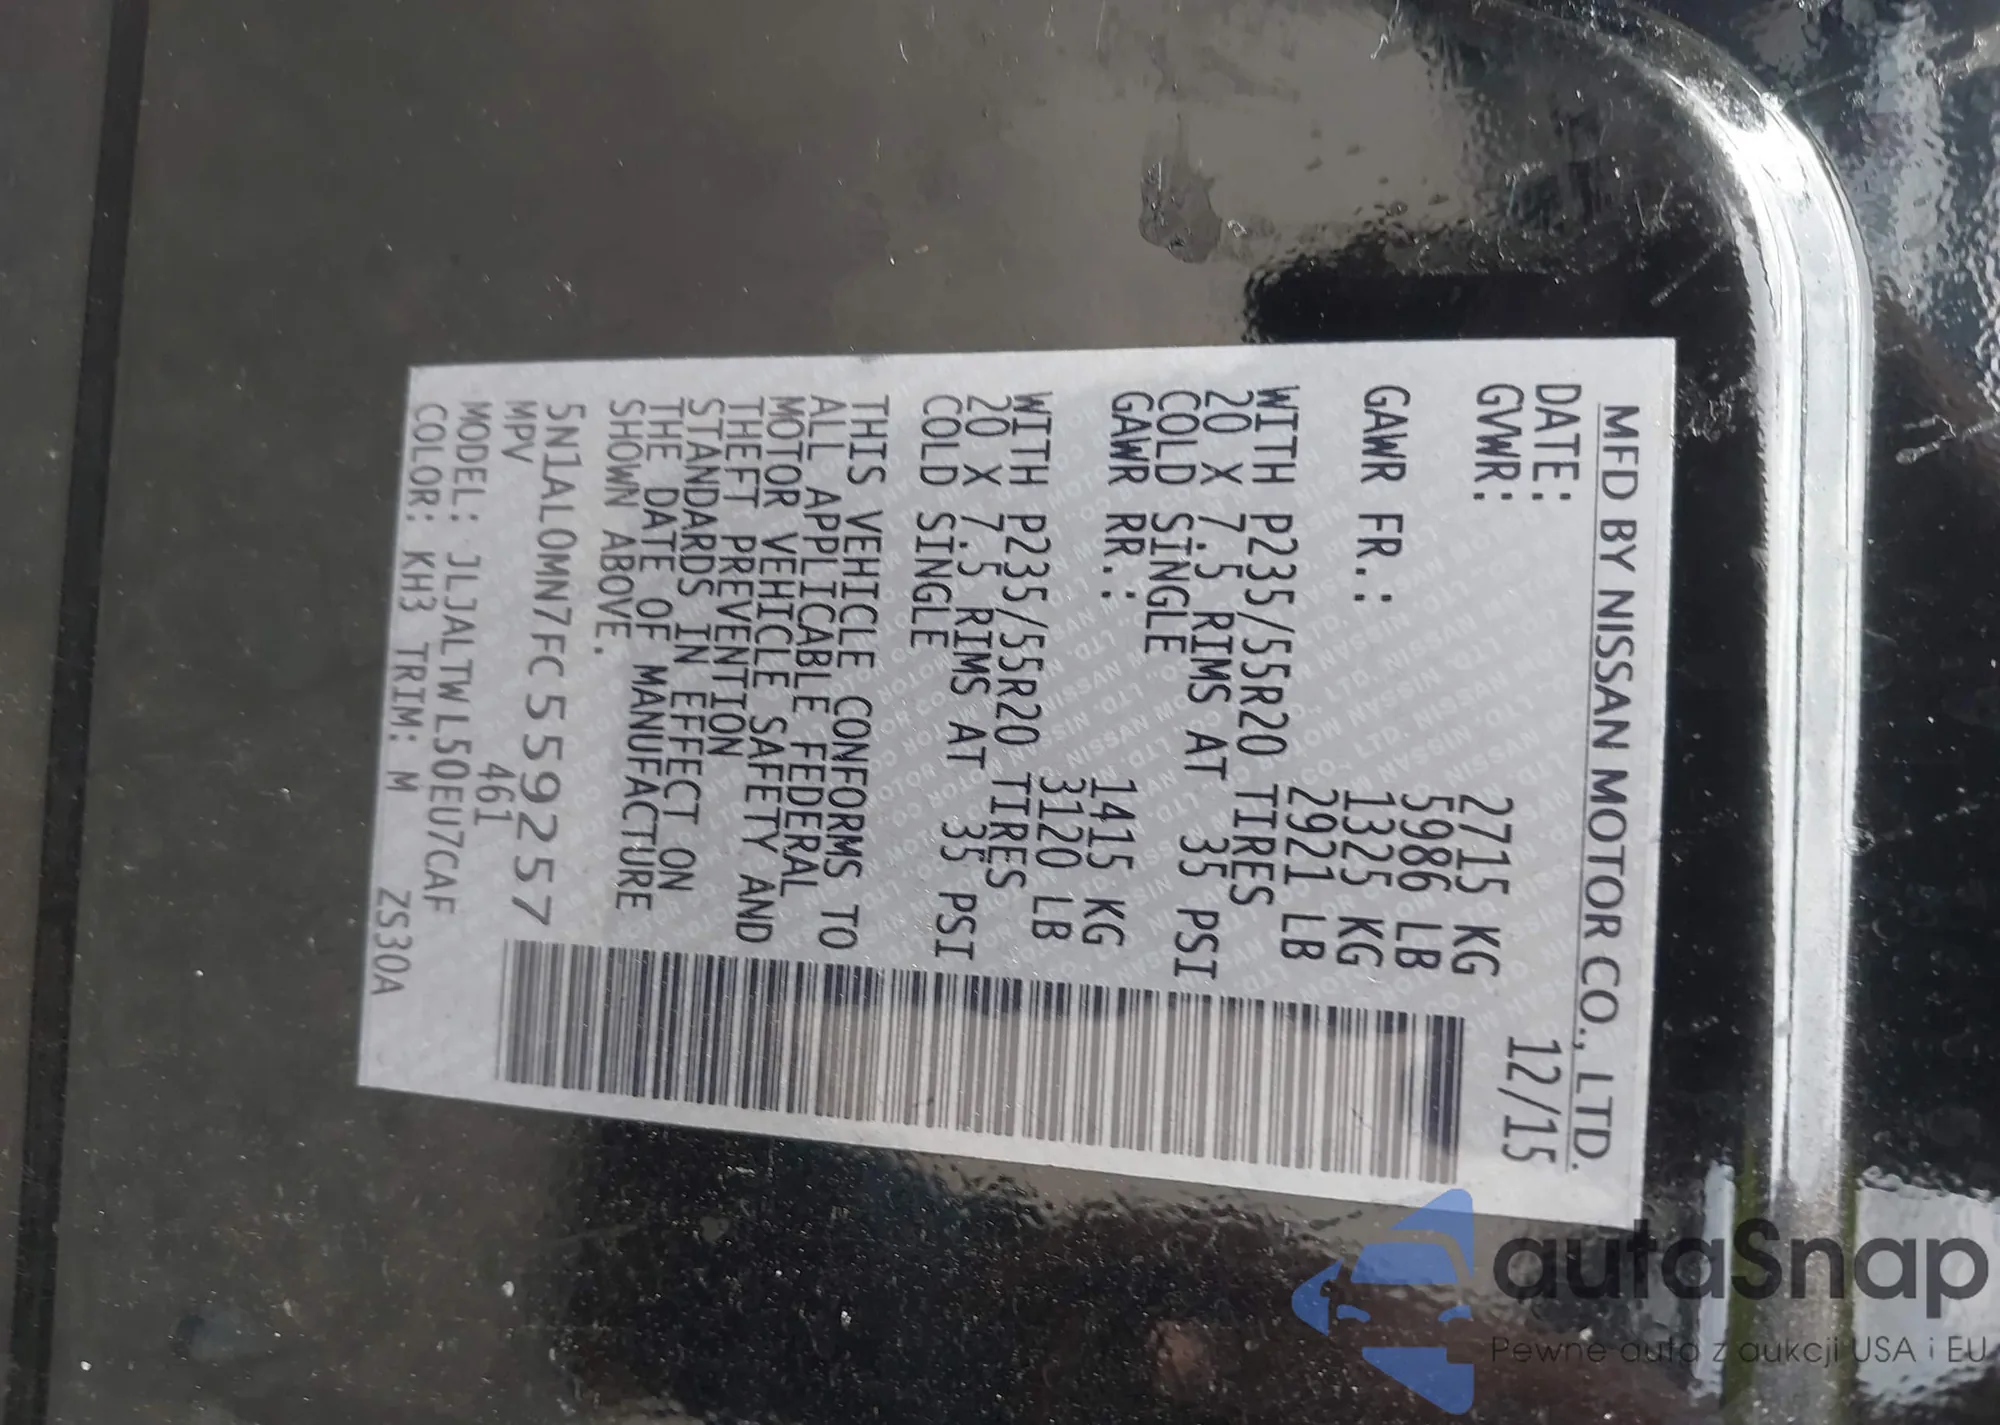 MFD BY NISSAN MOTOR CO., LTD.
DATE: 12/15
GVWR: 2715 KG
5986 LB
GAWR FR.: 1325 KG
2921 LB
WITH P235/55R20 TIRES
20 X 7.5 RIMS AT 35 PSI
COLD SINGLE
GAWR RR.: 1415 KG
3120 LB
WITH P235/55R20 TIRES
20 X 7.5 RIMS AT 35 PSI
COLD SINGLE
THIS VEHICLE CONFORMS TO
ALL APPLICABLE FEDERAL
MOTOR VEHICLE SAFETY AND
THEFT PREVENTION
STANDARDS IN EFFECT ON
THE DATE OF MANUFACTURE
SHOWN ABOVE.
5N1AL0MN7FC559257
MPV 461
MODEL: JLJALTWL50EU7CAF
COLOR: KH3 TRIM: M ZS30A
autaSnap
Pewne auta z aukcji USA i EU